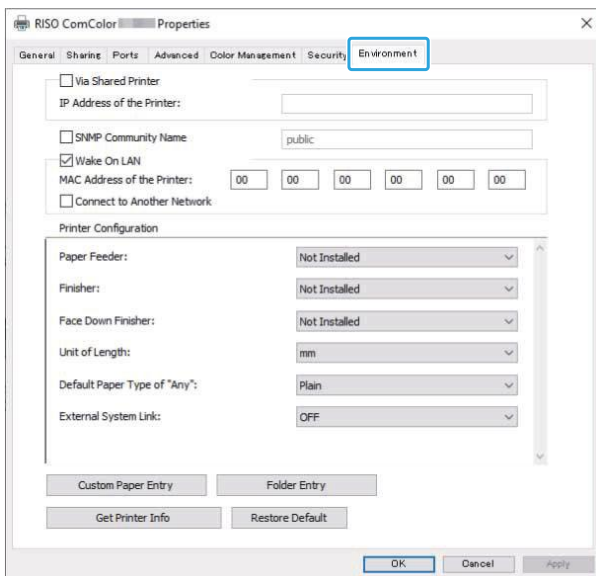 RISO ComColor Properties
General Sharing Ports Advanced Color Management Security Environment
Via Shared Printer
IP Address of the Printer:
SNMP Community Name public
Wake On LAN
MAC Address of the Printer: 00 00 00 00 00 00
Connect to Another Network
Printer Configuration
Paper Feeder: Not Installed
Finisher: Not Installed
Face Down Finisher: Not Installed
Unit of Length: mm
Default Paper Type of "Any": Plain
External System Link: OFF
Custom Paper Entry Folder Entry
Get Printer Info Restore Default
OK Cancel Apply